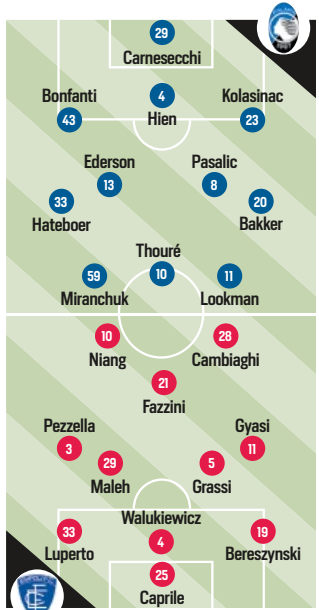 29
Carnesecchi
Bonfanti
4
Kolasinac
43
Hien
23
Ederson
Pasalic
13
8
33
20
Hateboer
Bakker
Thouré
59
10
11
Miranchuk
Lookman
10
28
Niang
Cambiaghi
21
Fazzini
Pezzella
Gyasi
3
11
29
5
Maleh
Grassi
Walukiewicz
33
4
19
Luperto
Bereszynski
25
Caprile